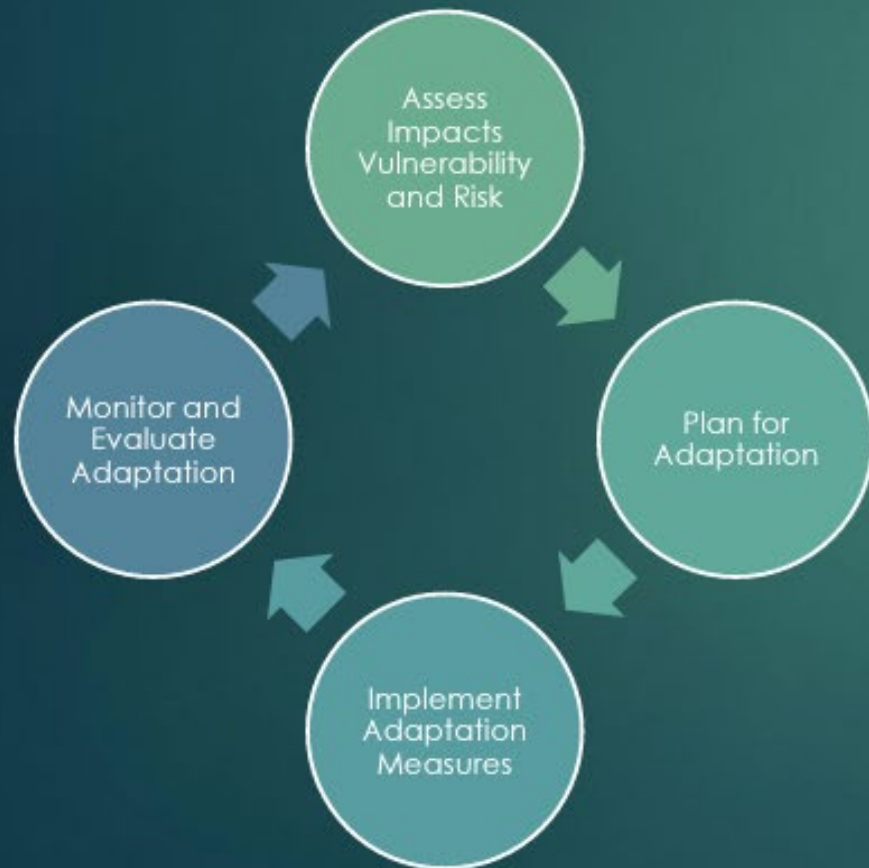 Assess
Impacts
Vulnerability
and Risk
Plan for
Adaptation
Implement
Adaptation
Measures
Monitor and
Evaluate
Adaptation